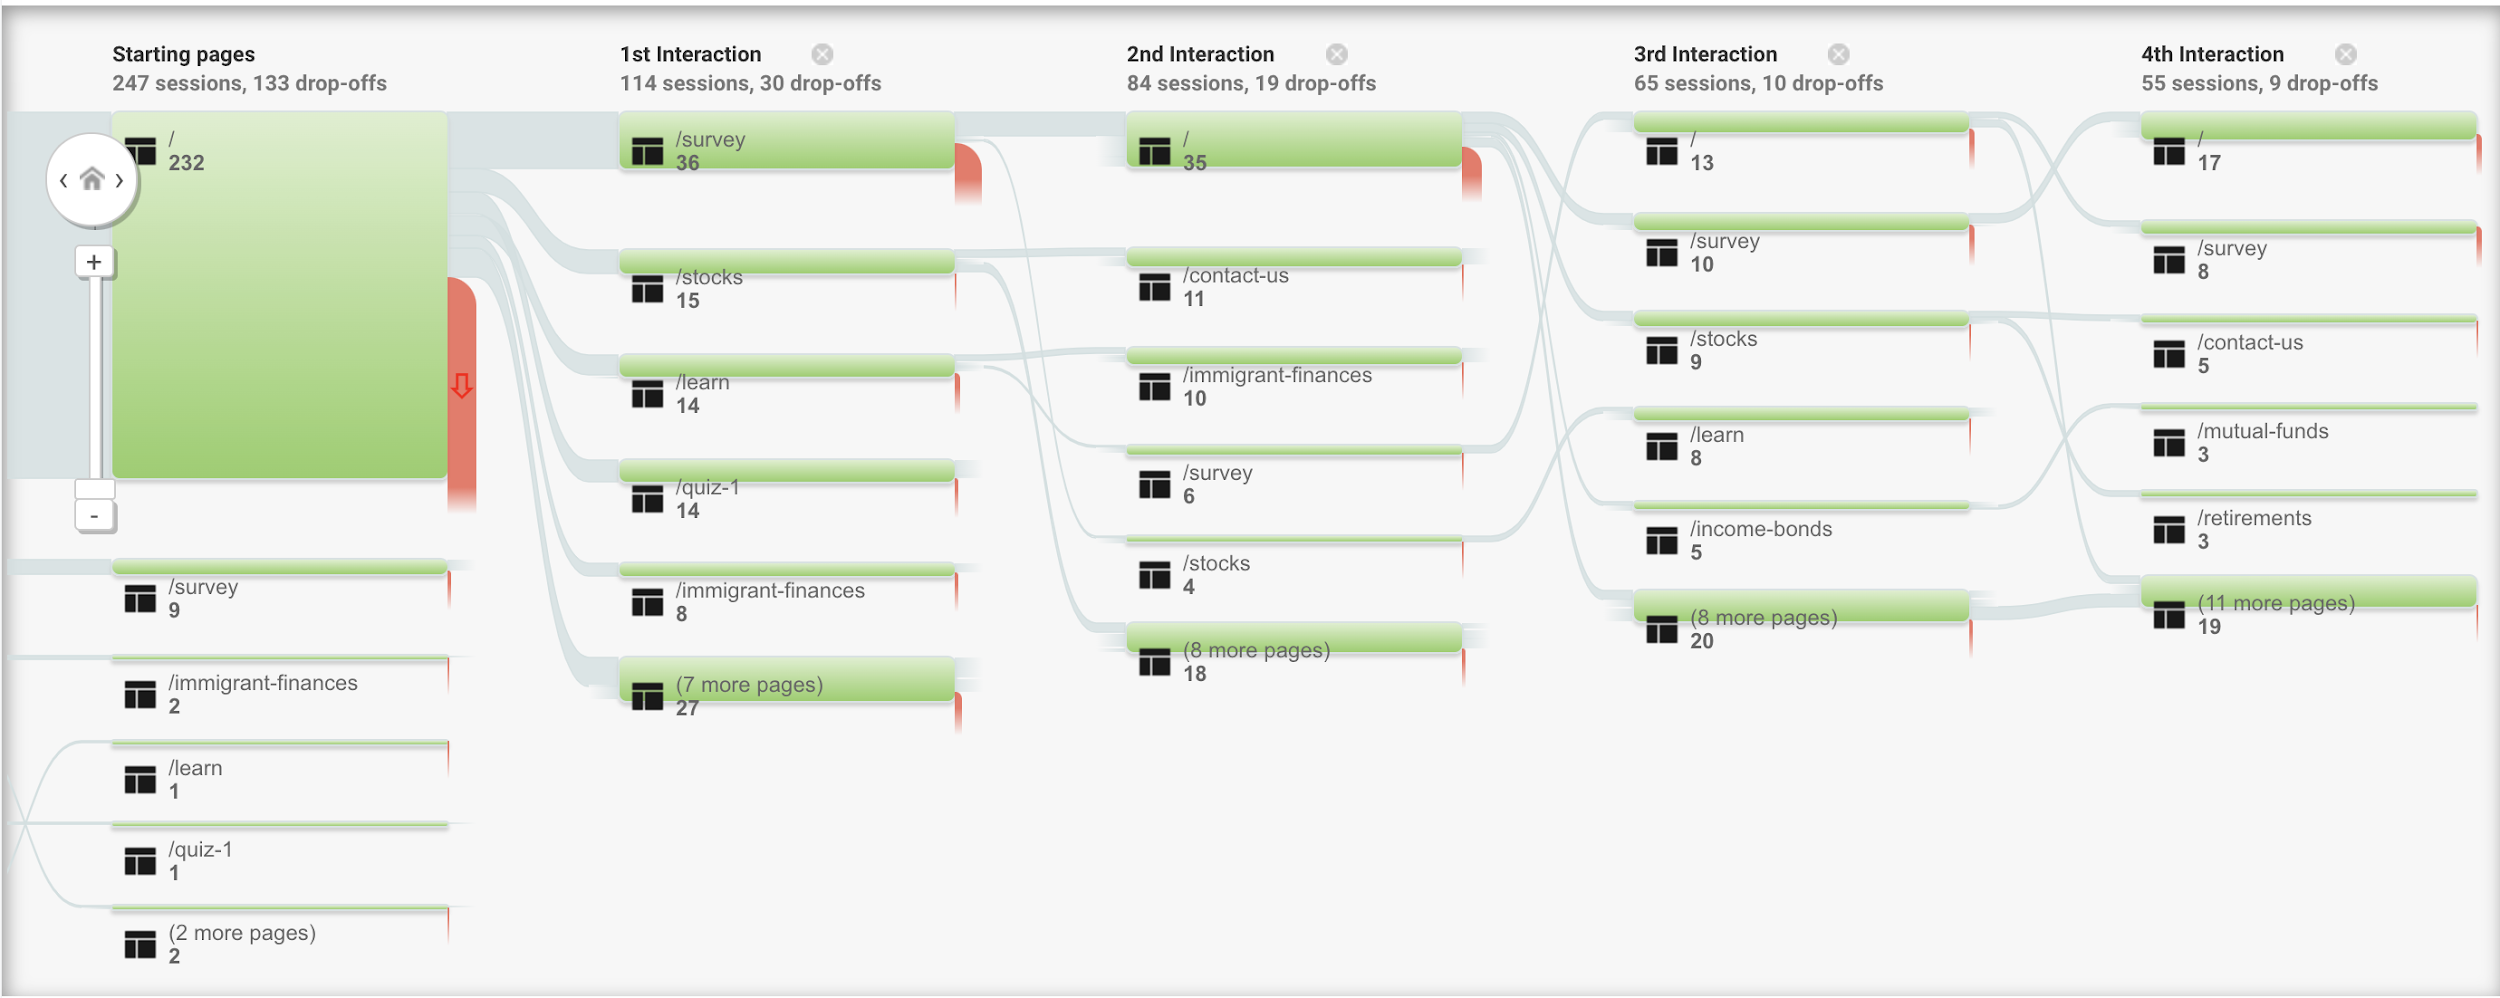 Starting pages
247 sessions, 133 drop-offs
/
232
/survey
9
/immigrant-finances
2
/learn
1
/quiz-1
1
(2 more pages)
2
+
-
1st Interaction
114 sessions, 30 drop-offs
/survey
36
/stocks
15
/learn
14
/quiz-1
14
/immigrant-finances
8
(7 more pages)
27
2nd Interaction
84 sessions, 19 drop-offs
/
35
/contact-us
11
/immigrant-finances
10
/survey
6
/stocks
4
(8 more pages)
18
3rd Interaction
65 sessions, 10 drop-offs
/
13
/survey
10
/stocks
9
/learn
8
/income-bonds
5
(8 more pages)
20
4th Interaction
55 sessions, 9 drop-offs
/
17
/survey
8
/contact-us
5
/mutual-funds
3
/retirements
3
(11 more pages)
19